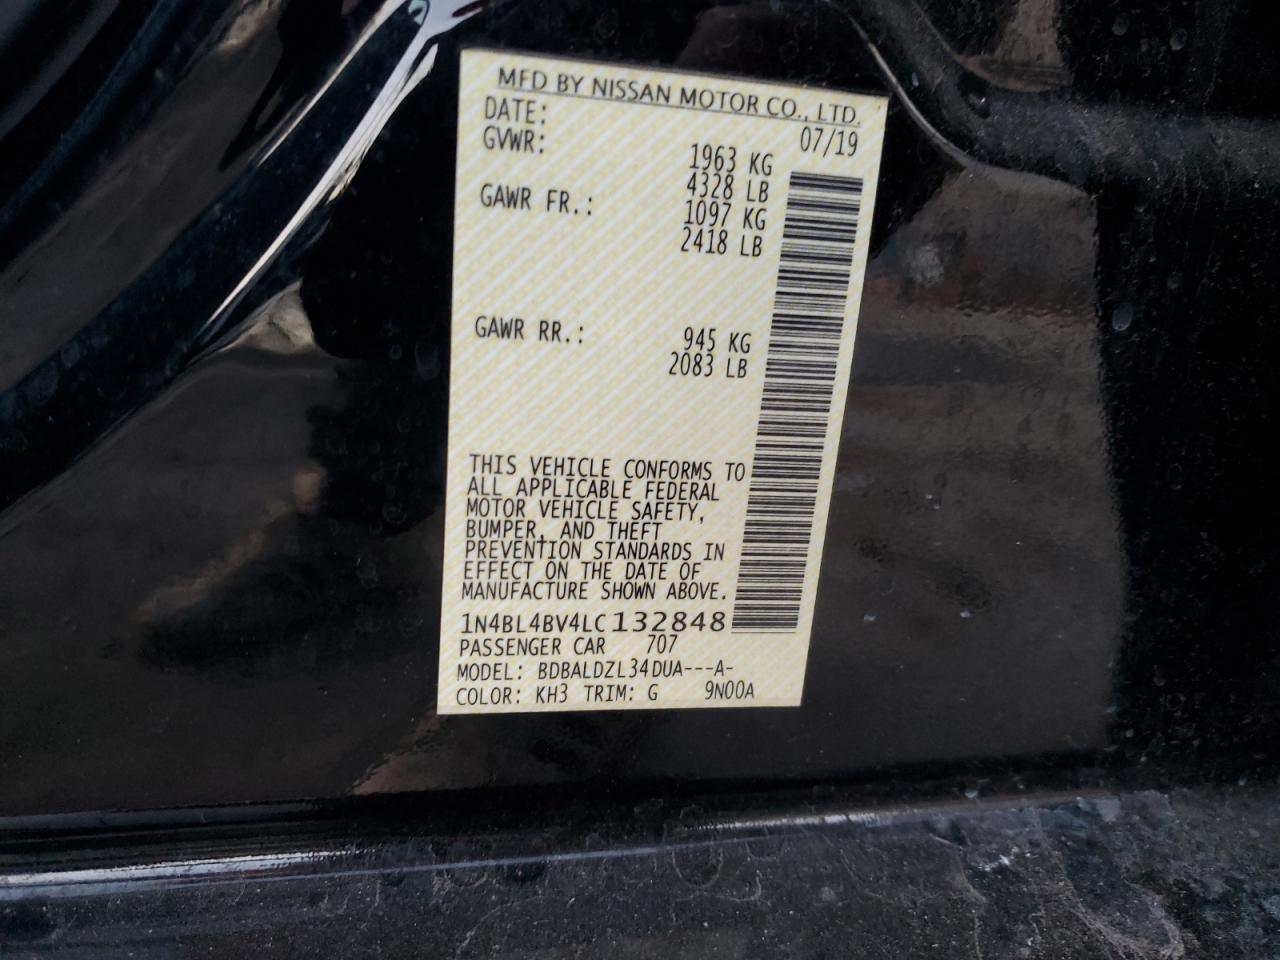 MFD BY NISSAN MOTOR CO., LTD.
DATE: 07/19
GVWR: 1963 KG
4328 LB
GAWR FR.: 1097 KG
2418 LB
GAWR RR.: 945 KG
2083 LB
THIS VEHICLE CONFORMS TO
ALL APPLICABLE FEDERAL
MOTOR VEHICLE SAFETY,
BUMPER, AND THEFT
PREVENTION STANDARDS IN
EFFECT ON THE DATE OF
MANUFACTURE SHOWN ABOVE.
1N4BL4BV4LC132848
PASSENGER CAR 707
MODEL: BDBALDZL34DUA---A-
COLOR: KH3 TRIM: G 9N00A